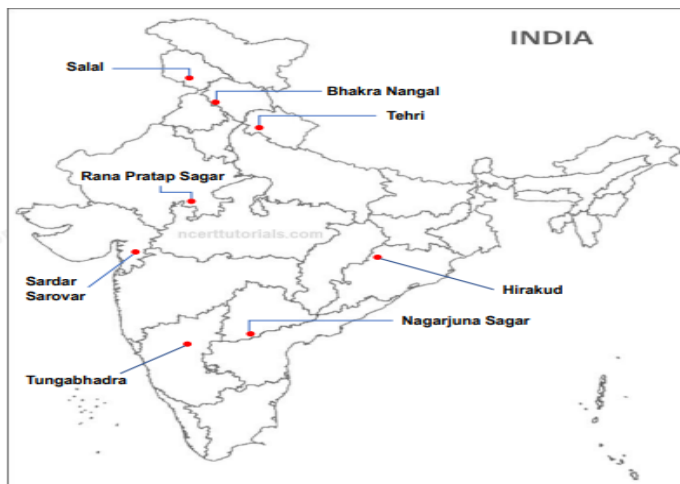 INDIA
Salal
Bhakra Nangal
Tehri
Rana Pratap Sagar
ncerttutorials.com
Sardar
Sarovar
Hirakud
Nagarjuna Sagar
Tungabhadra